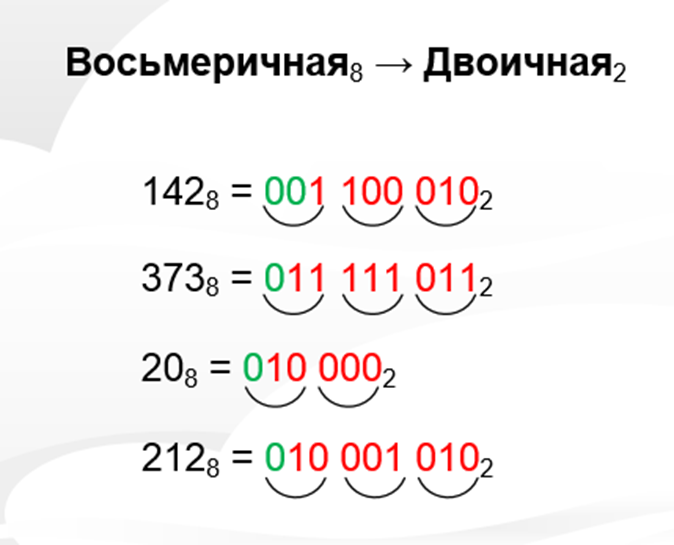 Восьмеричная₈ → Двоичная₂
142₈ = 001 100 010₂
373₈ = 011 111 011₂
20₈ = 010 000₂
212₈ = 010 001 010₂